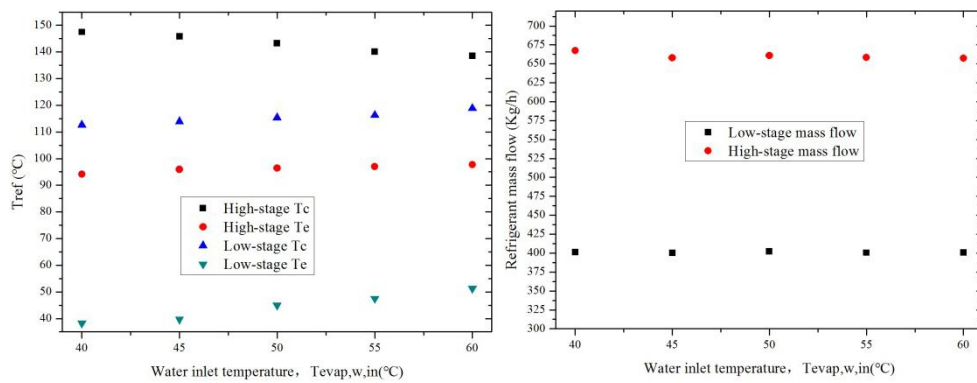 150
140
130
120
110
100
90
80
70
60
50
40
Tref (℃)
High-stage Tc
High-stage Te
Low-stage Tc
Low-stage Te
40 45 50 55 60
Water inlet temperature， Tevap,w,in(℃)
725
700
675
650
625
600
575
550
525
500
475
450
425
400
375
350
325
300
Refrigerant mass flow (Kg/h)
Low-stage mass flow
High-stage mass flow
40 45 50 55 60
Water inlet temperature， Tevap,w,in(℃)